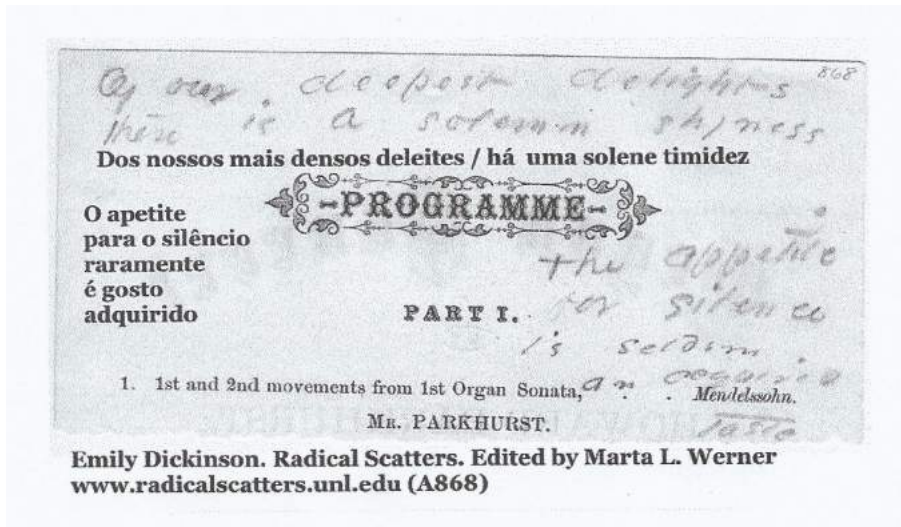 868
Of our deepest delights
there is a solemn shyness
Dos nossos mais densos deleites / há uma solene timidez
-PROGRAMME-
O apetite
para o silêncio
raramente
é gosto
adquirido
The appetite
for silence
is seldom
an acquired
taste
PART I.
1. 1st and 2nd movements from 1st Organ Sonata, . . Mendelssohn.
MR. PARKHURST.
Emily Dickinson. Radical Scatters. Edited by Marta L. Werner
www.radicalscatters.unl.edu (A868)